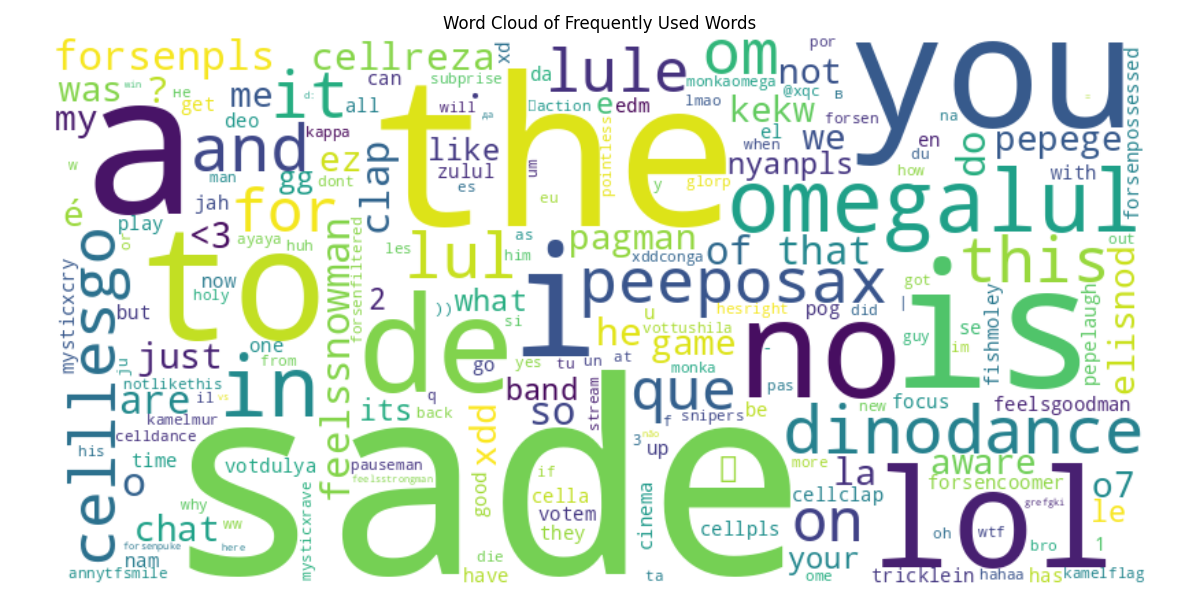 Word Cloud of Frequently Used Words
forsenpls
cellreza
xd
lule
om
por
you
was
?
не
get
me
it
can
all
subprise
da
monkaomega
not
@xqc
в
forsenpossessed
my
a
deo
and
kappa
man
gg
ez
dont
clap
the
like
zulul
es
will
да
um
action
e
edm
lmao
kekw
el
when
we
forsen
en
du
na
do
pepege
with
how
w
é
jah
for
play
<3
ayaya
huh
or
to
now
holy
forsenfiltered
feelssnowman
les
lul
as
him
eu
pointless
y
glorp
nyanpls
omegalul
pagman
of that
xddconga
i
peeposax
this
out
got
is
elisnod
pepelaugh
fishmoley
se
im
guy
|
mysticxcry
cellesgo
but
ju
just
one
from
2
de
))
what
si
u
he
vottushila
game
hesright
pog
did
no
notlikethis
are
il
vs
in
kamelmur
celldance
his
time
o
its
q
back
go
yes
tu
un
at
monka
band
so
stream
que
f
snipers
be
pas
new
focus
feelsgoodman
dinodance
xdd
pauseman
feelsstrongman
votdulya
good
if
cella
votem
they
3
não
up
more
la
aware
forsencoomer
o7
le
why
chat
ww
forsenpuke
here
nam
annytfsmile
mysticxrave
sade
die
have
cinema
ta
cellpls
cellclap
on
your
ome
lol
oh
wtf
grefgki
bro
1
tricklein
hahaa
has
kamelflag
win
d: